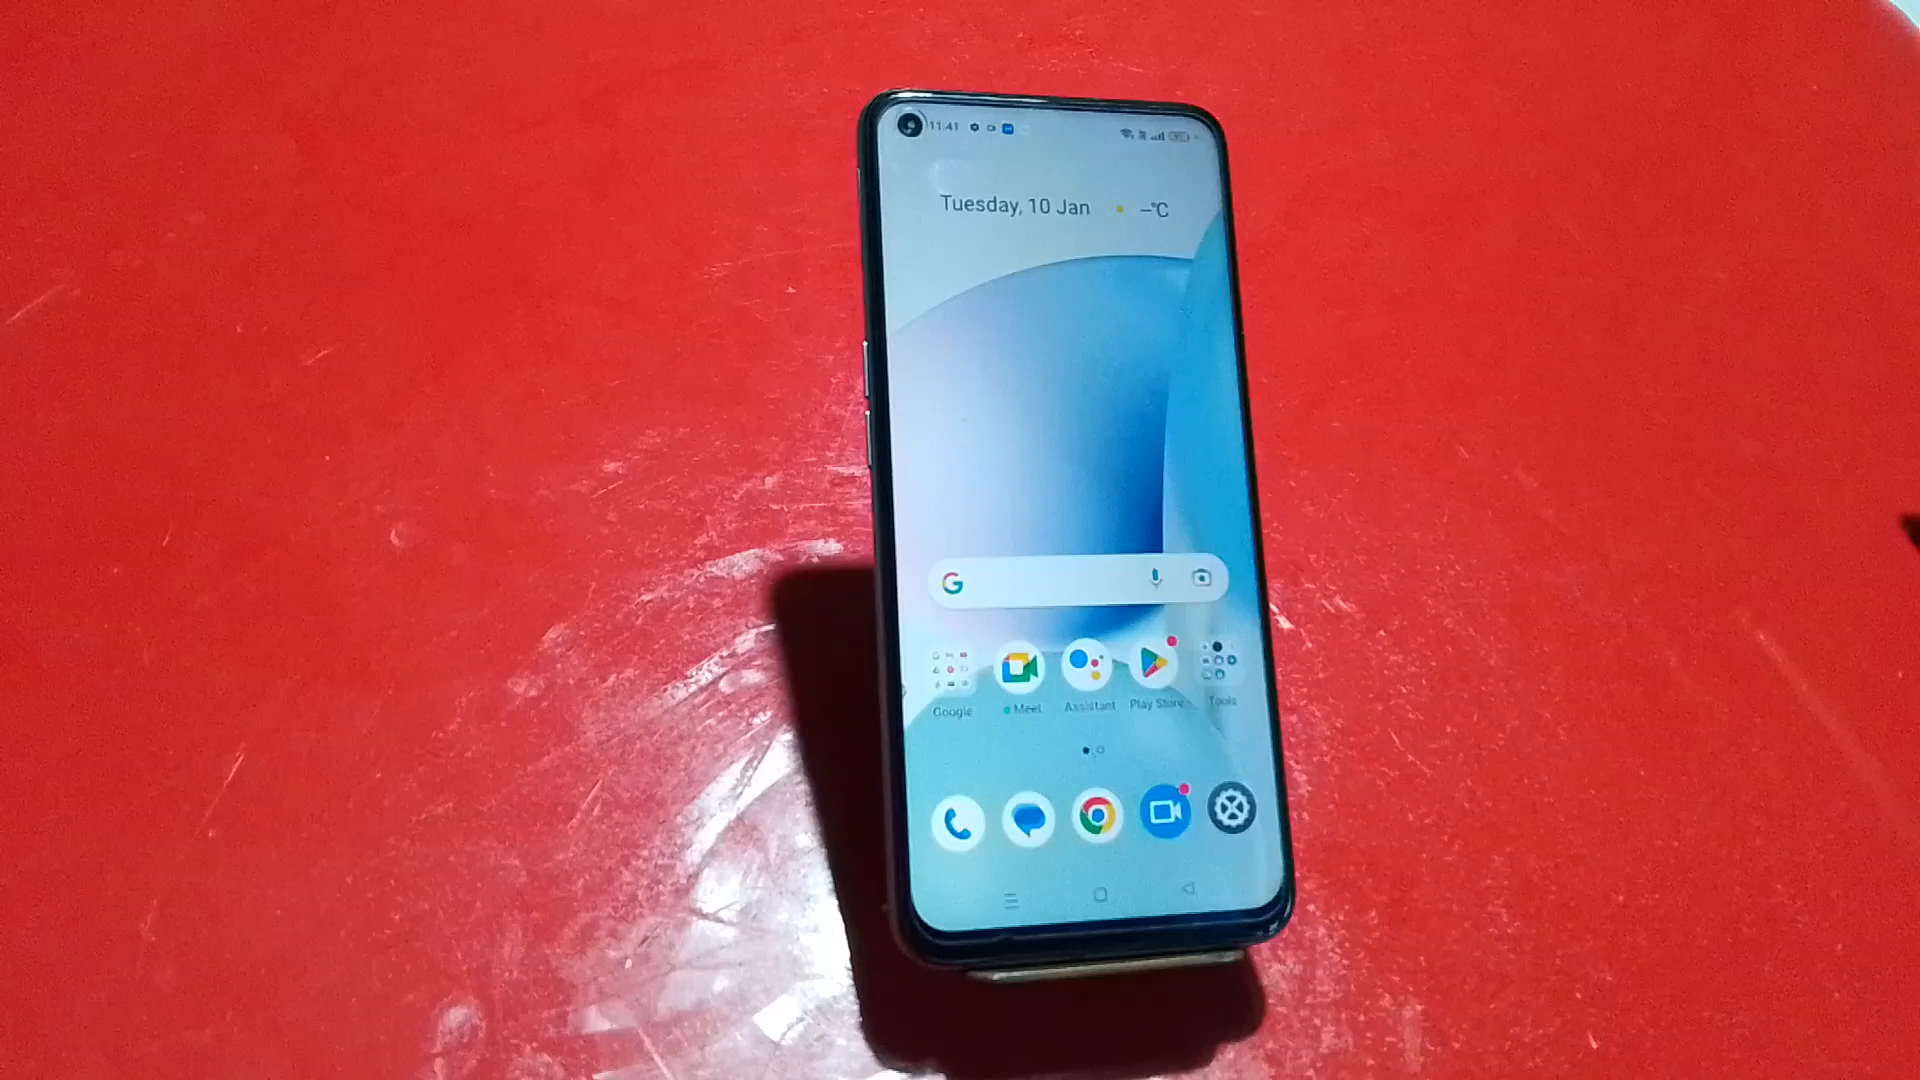 11:41
Tuesday, 10 Jan –°C
G
Google Meet Assistant Play Store Tools